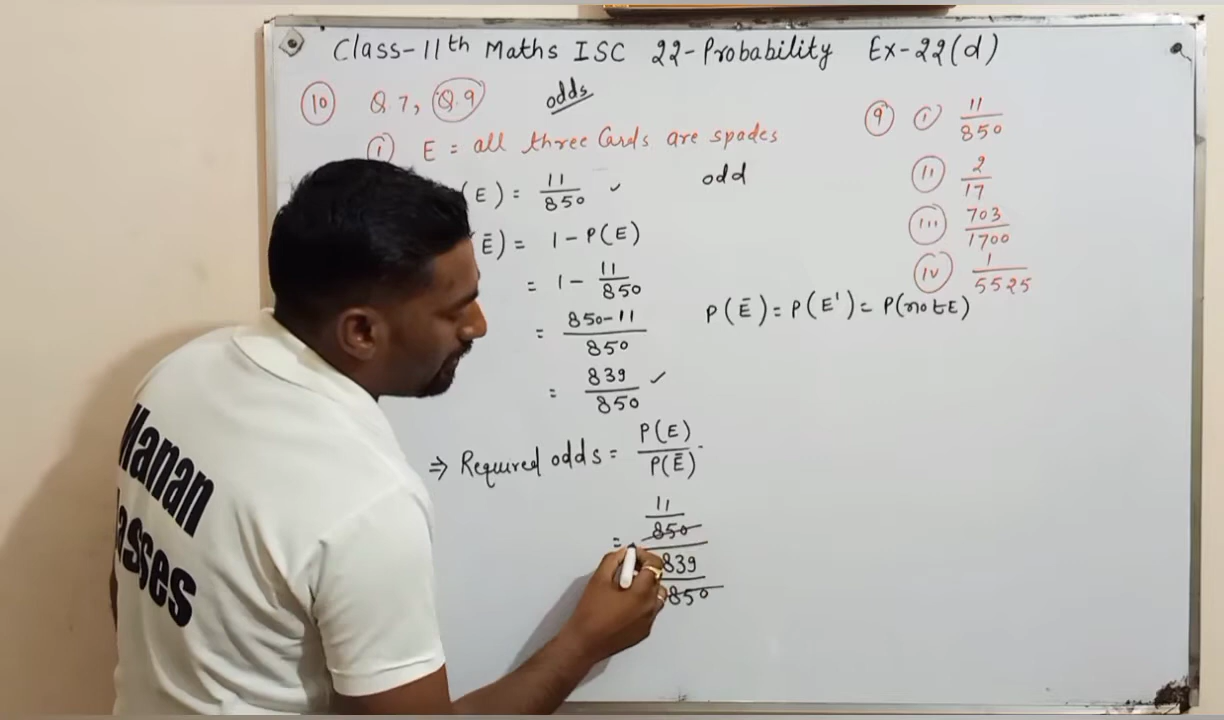 Class-11th Maths ISC 22-Probability Ex-22(d)
10 Q.7, Q.9 odds
i E = all three Cards are spades
(E) = 11/850 ✓ odd
(Ē) = 1 - P(E)
= 1 - 11/850
= 850-11/850
= 839/850 ✓
⇒ Required odds = P(E)/P(Ē)
= 11/850 / 839/850
9 i 11/850
ii 2/17
iii 703/1700
iv 1/5525
P(Ē) = P(E') = P(not E)
Manan
lasses